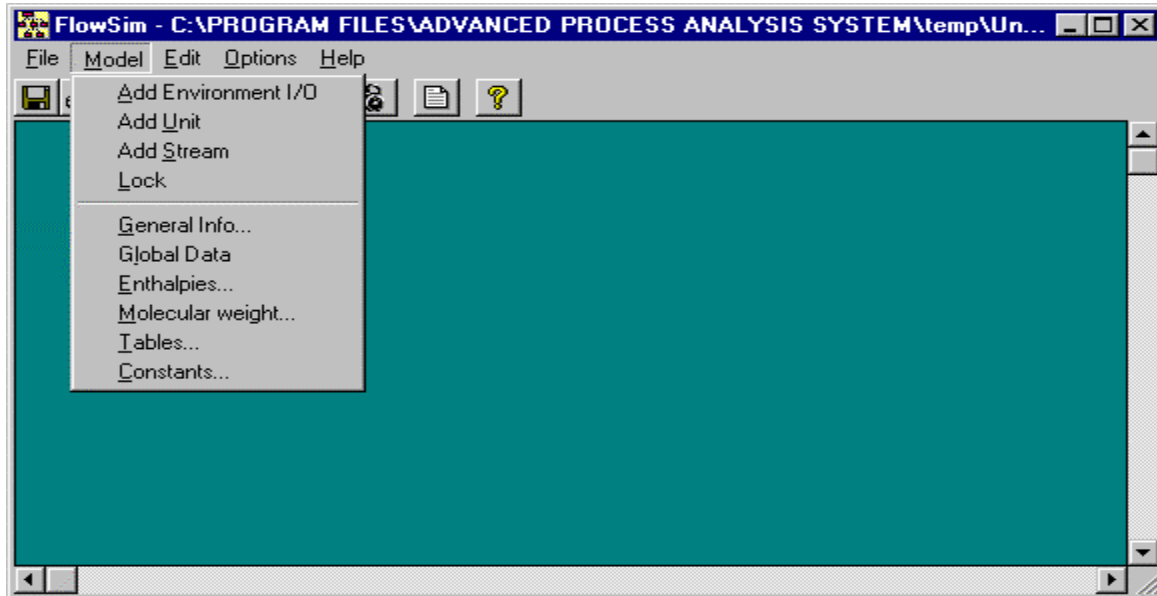 FlowSim - C:\PROGRAM FILES\ADVANCED PROCESS ANALYSIS SYSTEM\temp\Un...
File Model Edit Options Help
Add Environment I/O
Add Unit
Add Stream
Lock
General Info...
Global Data
Enthalpies...
Molecular weight...
Tables...
Constants...